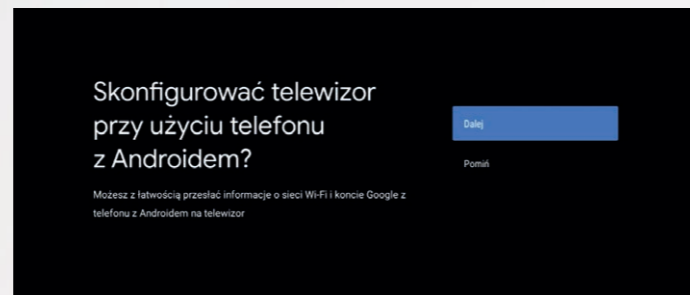 Skonfigurować telewizor
przy użyciu telefonu
z Androidem?
Możesz z łatwością przesłać informacje o sieci Wi-Fi i koncie Google z
telefonu z Androidem na telewizor
Dalej
Pomiń